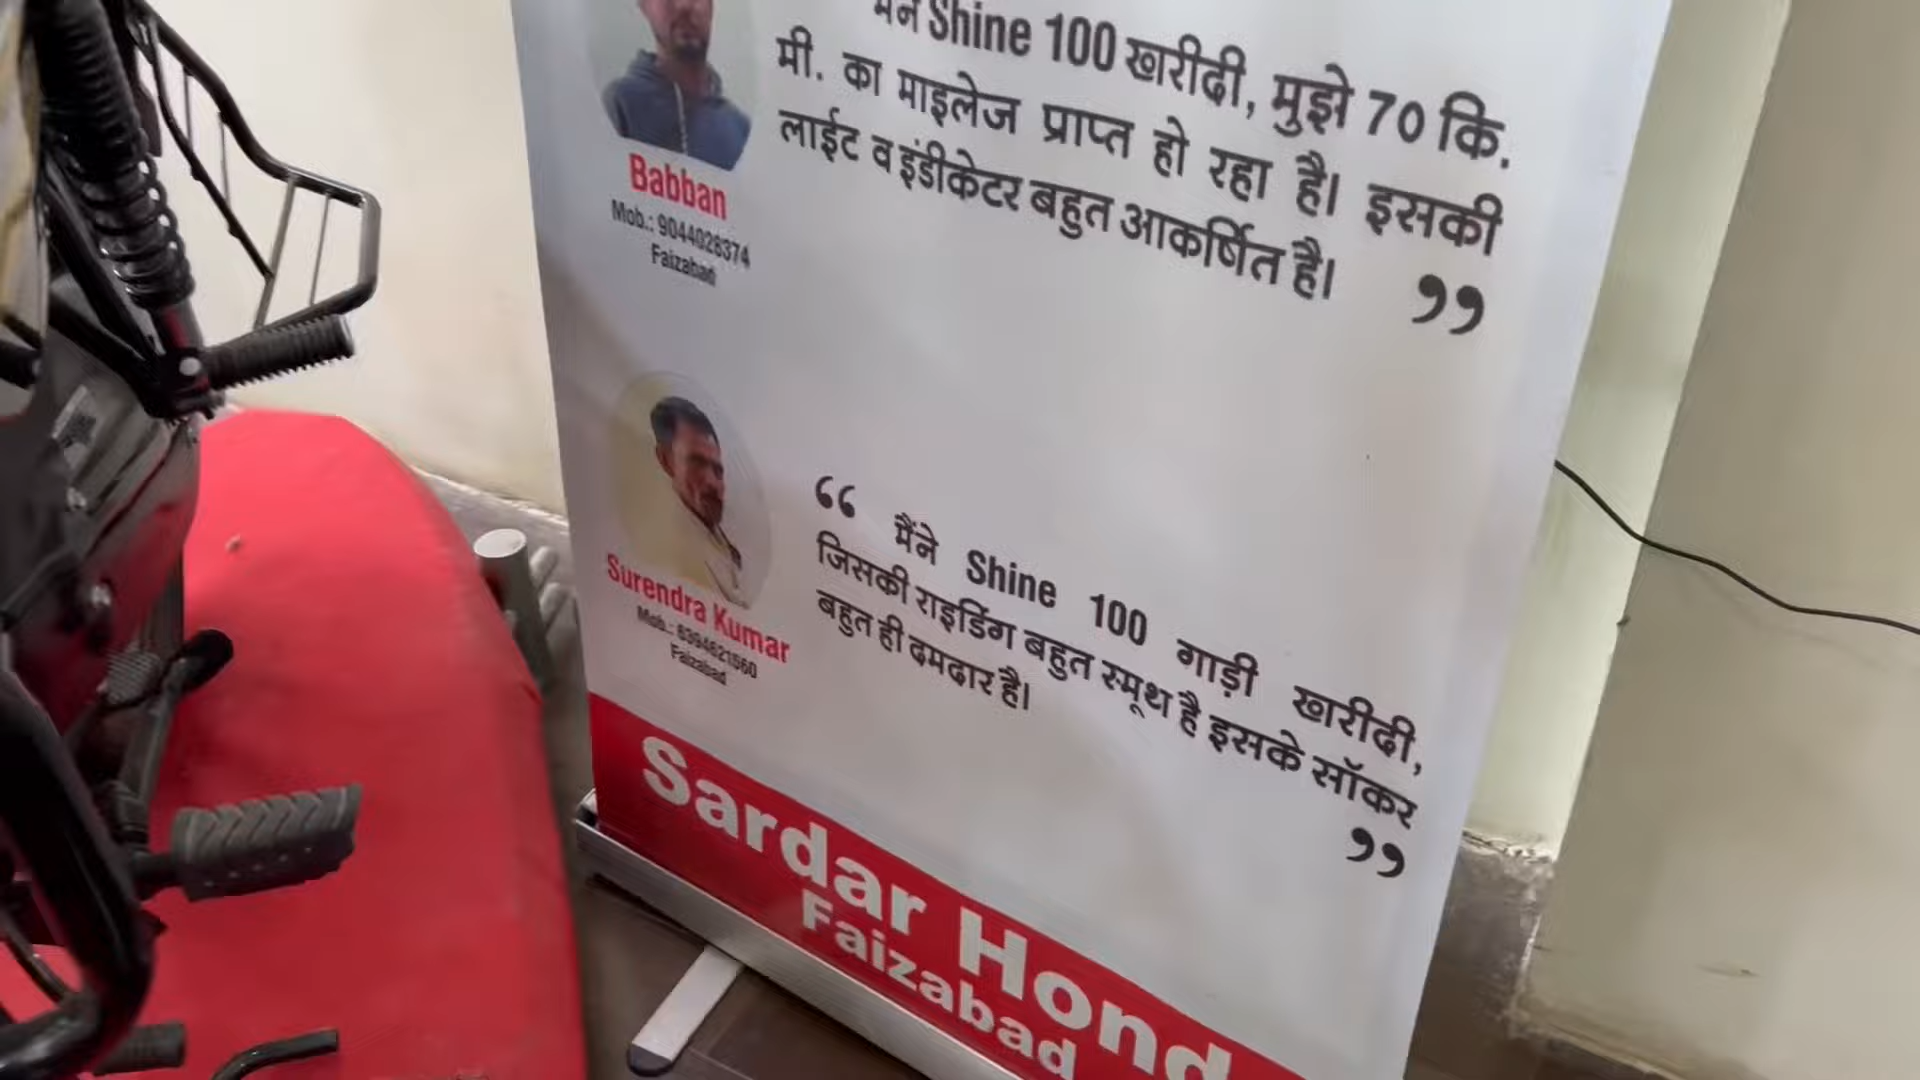 मैंने Shine 100 खरीदी, मुझे 70 कि.
मी. का माइलेज प्राप्त हो रहा है। इसकी
लाईट व इंडीकेटर बहुत आकर्षित है। ”
Babban
Mob.: 9044028374
Faizabad
“ मैंने Shine 100 गाड़ी खरीदी,
जिसकी राइडिंग बहुत स्मूथ है इसके सॉकर
बहुत ही दमदार है। ”
Surendra Kumar
Mob.: 6394621560
Faizabad
Sardar Hond
Faizabad